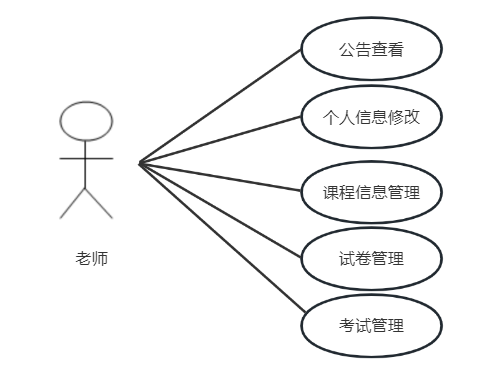 公告查看
个人信息修改
课程信息管理
老师
试卷管理
考试管理